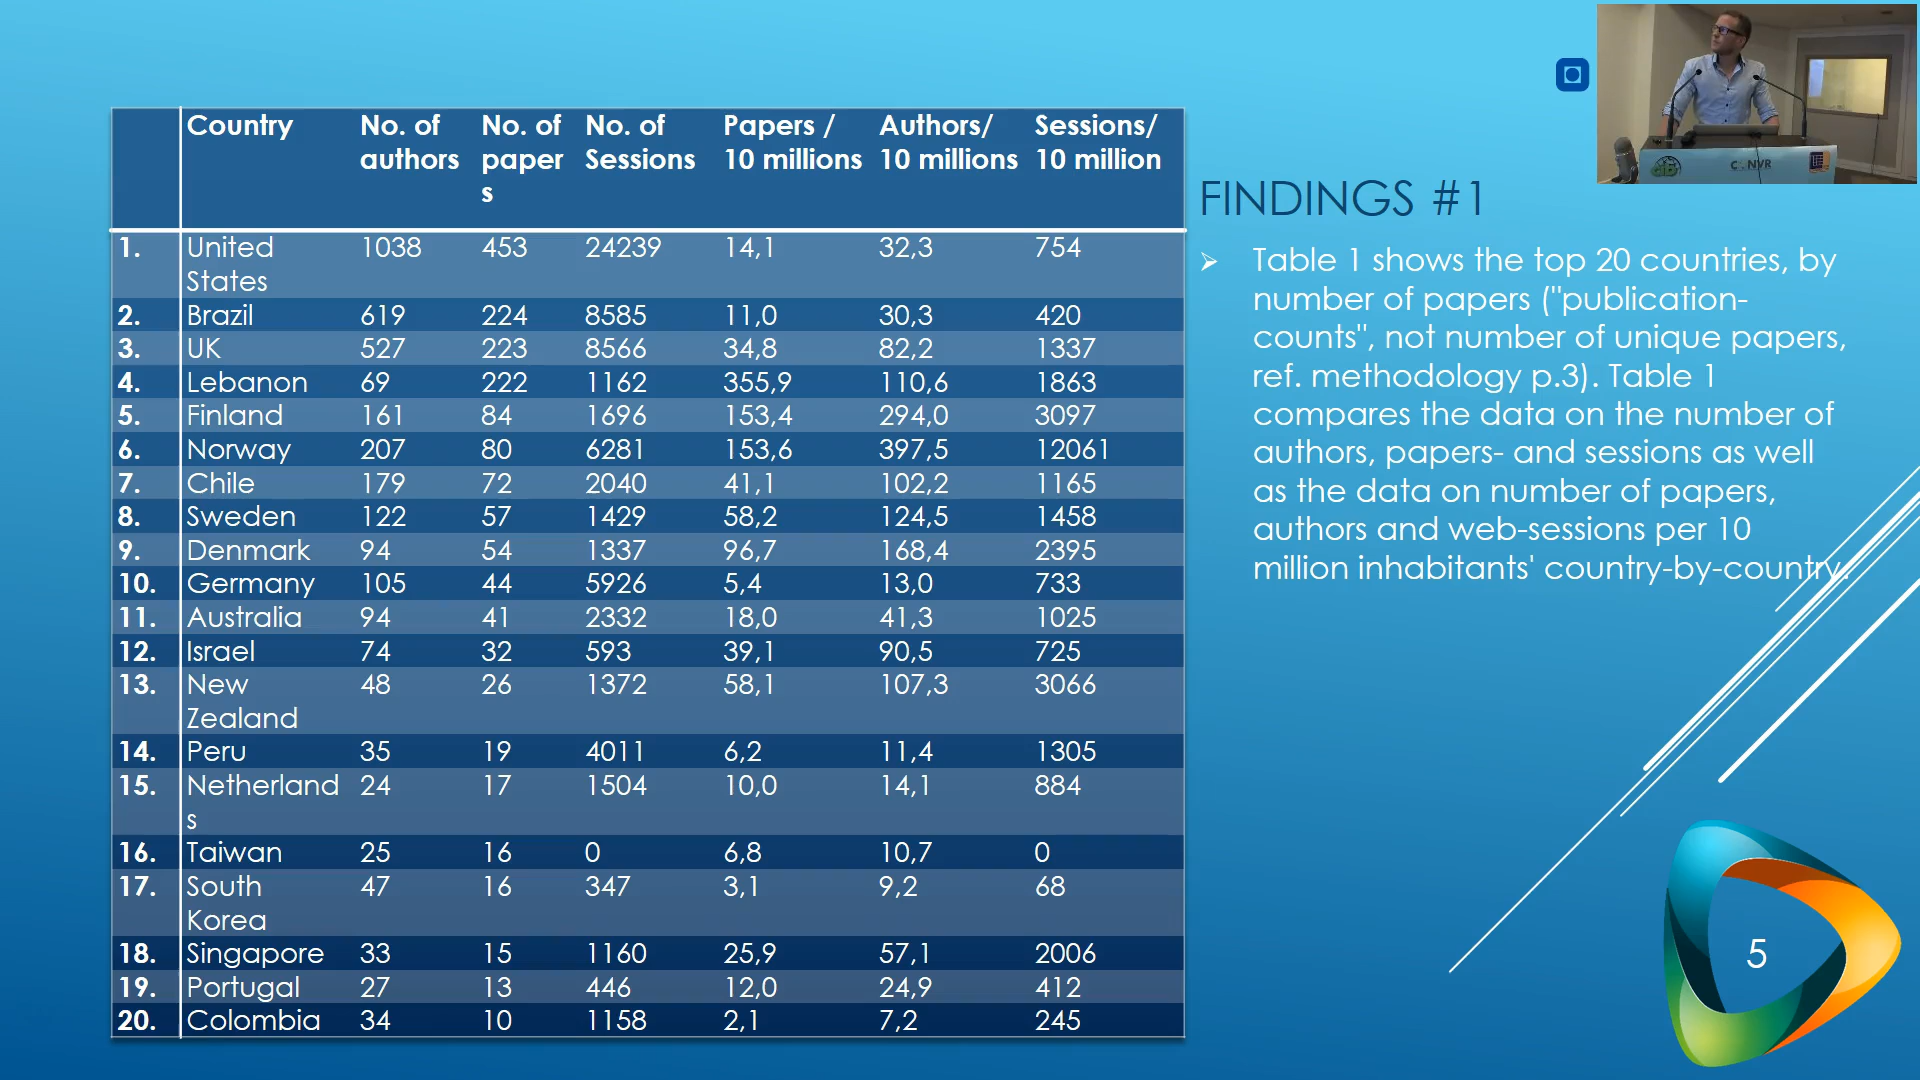 Country No. of authors No. of papers No. of Sessions Papers / 10 millions Authors/ 10 millions Sessions/ 10 million
1. United States 1038 453 24239 14,1 32,3 754
2. Brazil 619 224 8585 11,0 30,3 420
3. UK 527 223 8566 34,8 82,2 1337
4. Lebanon 69 222 1162 355,9 110,6 1863
5. Finland 161 84 1696 153,4 294,0 3097
6. Norway 207 80 6281 153,6 397,5 12061
7. Chile 179 72 2040 41,1 102,2 1165
8. Sweden 122 57 1429 58,2 124,5 1458
9. Denmark 94 54 1337 96,7 168,4 2395
10. Germany 105 44 5926 5,4 13,0 733
11. Australia 94 41 2332 18,0 41,3 1025
12. Israel 74 32 593 39,1 90,5 725
13. New Zealand 48 26 1372 58,1 107,3 3066
14. Peru 35 19 4011 6,2 11,4 1305
15. Netherlands 24 17 1504 10,0 14,1 884
16. Taiwan 25 16 0 6,8 10,7 0
17. South Korea 47 16 347 3,1 9,2 68
18. Singapore 33 15 1160 25,9 57,1 2006
19. Portugal 27 13 446 12,0 24,9 412
20. Colombia 34 10 1158 2,1 7,2 245
FINDINGS #1
Table 1 shows the top 20 countries, by
number of papers ("publication-
counts", not number of unique papers,
ref. methodology p.3). Table 1
compares the data on the number of
authors, papers- and sessions as well
as the data on number of papers,
authors and web-sessions per 10
million inhabitants' country-by-country.
5
CONVR